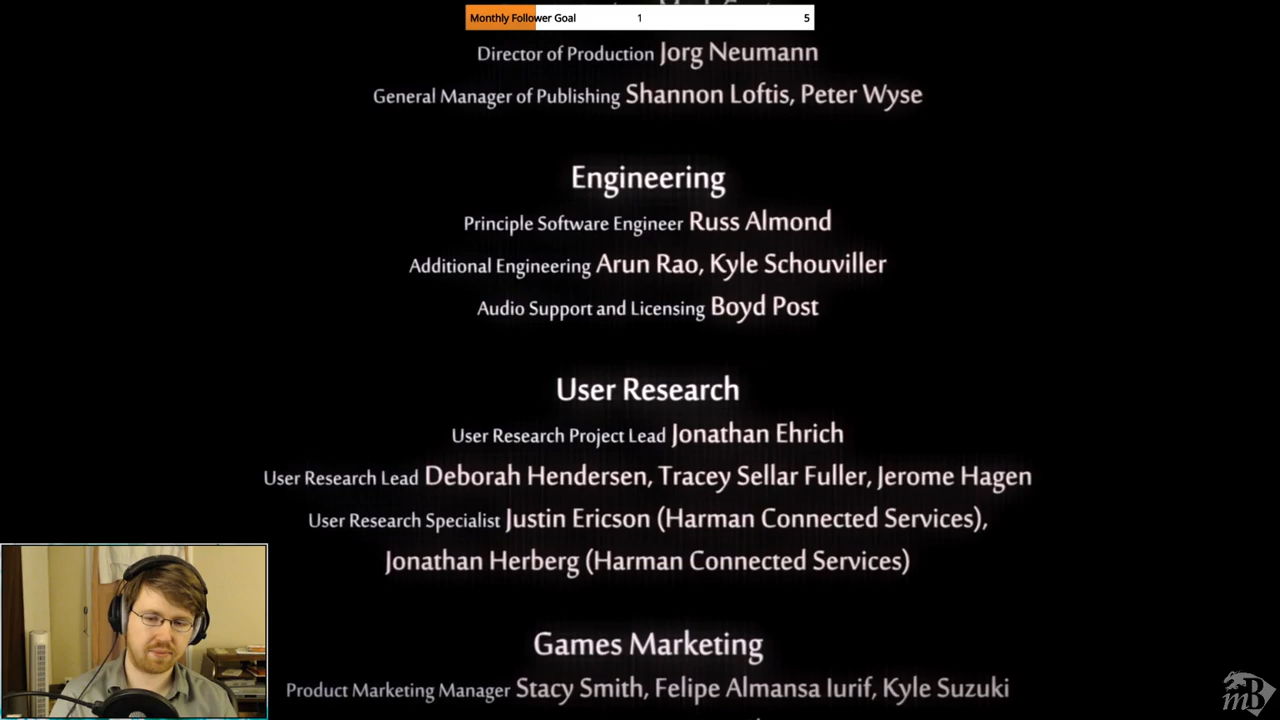 Monthly Follower Goal 1 5
Director of Production Jorg Neumann
General Manager of Publishing Shannon Loftis, Peter Wyse
Engineering
Principle Software Engineer Russ Almond
Additional Engineering Arun Rao, Kyle Schouviller
Audio Support and Licensing Boyd Post
User Research
User Research Project Lead Jonathan Ehrich
User Research Lead Deborah Hendersen, Tracey Sellar Fuller, Jerome Hagen
User Research Specialist Justin Ericson (Harman Connected Services),
Jonathan Herberg (Harman Connected Services)
Games Marketing
Product Marketing Manager Stacy Smith, Felipe Almansa Iurif, Kyle Suzuki
mB